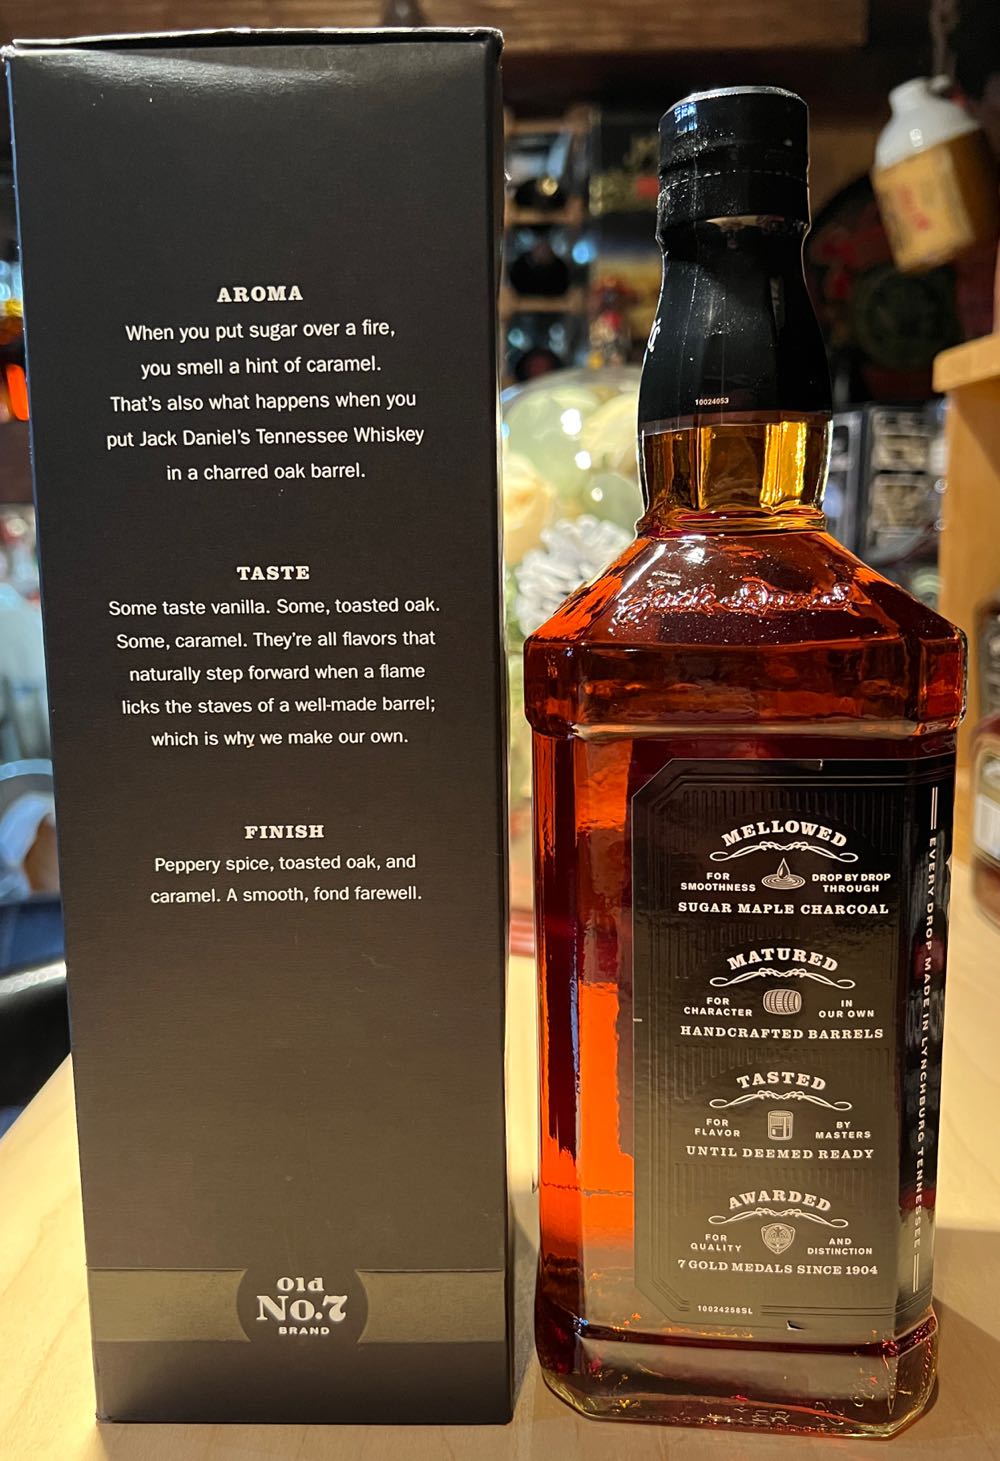 AROMA
When you put sugar over a fire,
you smell a hint of caramel.
That's also what happens when you
put Jack Daniel's Tennessee Whiskey
in a charred oak barrel.
TASTE
Some taste vanilla. Some, toasted oak.
Some, caramel. They're all flavors that
naturally step forward when a flame
licks the staves of a well-made barrel;
which is why we make our own.
FINISH
Peppery spice, toasted oak, and
caramel. A smooth, fond farewell.
Old
No.7
BRAND
10024053
Jack Daniel
MELLOWED
FOR SMOOTHNESS
DROP BY DROP THROUGH
SUGAR MAPLE CHARCOAL
MATURED
FOR CHARACTER
IN OUR OWN
HANDCRAFTED BARRELS
TASTED
FOR FLAVOR
BY MASTERS
UNTIL DEEMED READY
AWARDED
FOR QUALITY
AND DISTINCTION
7 GOLD MEDALS SINCE 1904
10024258SL
EVERY DROP MADE IN LYNCHBURG TENNESSEE